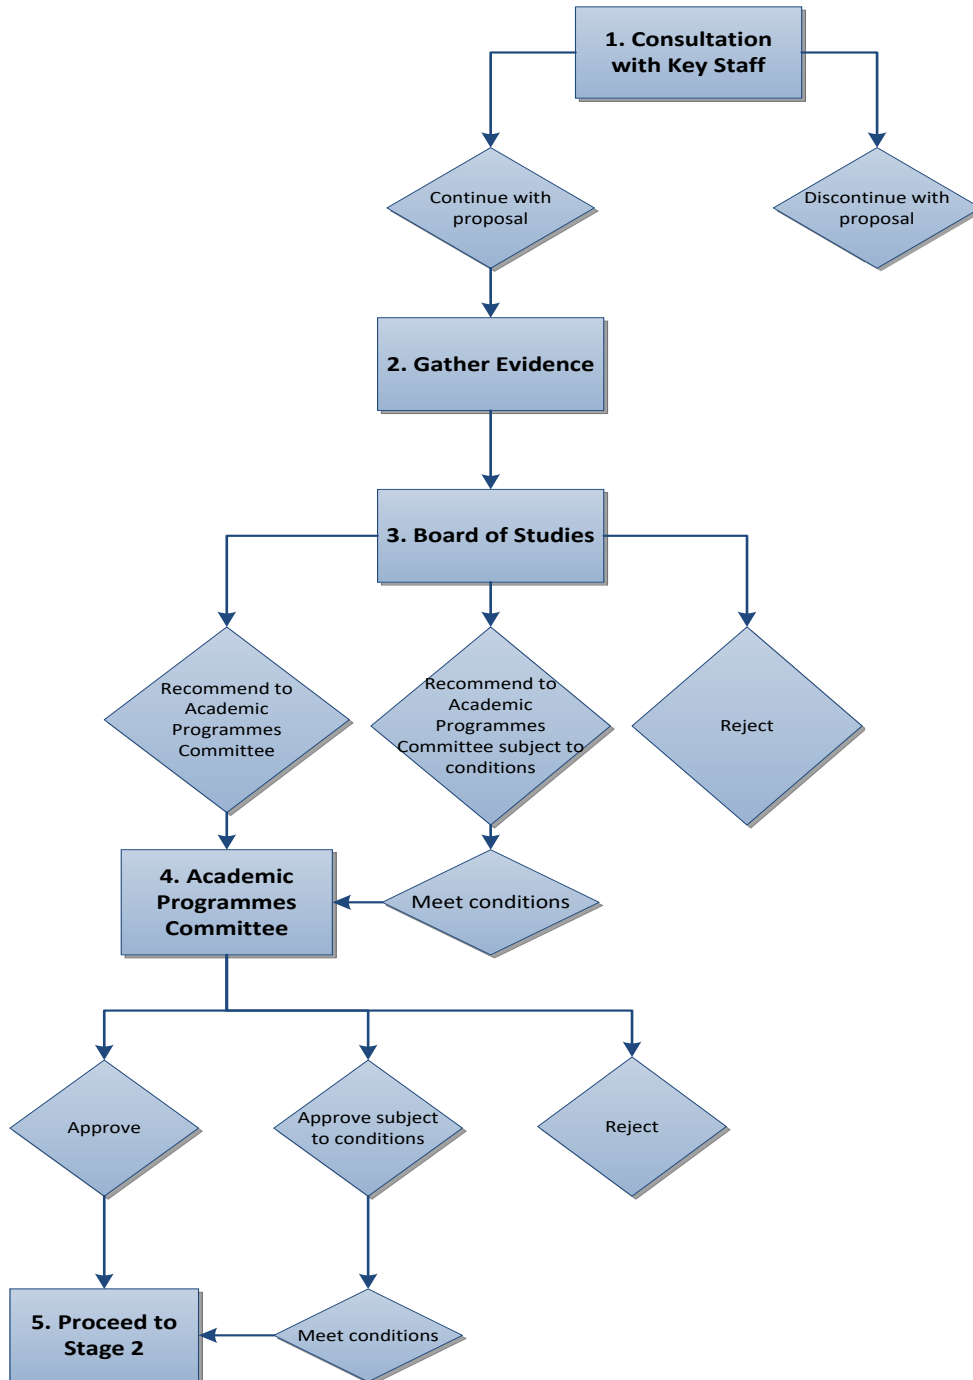 1. Consultation
with Key Staff
Continue with
proposal
Discontinue with
proposal
2. Gather Evidence
3. Board of Studies
Recommend to
Academic
Programmes
Committee
Recommend to
Academic
Programmes
Committee subject to
conditions
Reject
4. Academic
Programmes
Committee
Meet conditions
Approve
Approve subject
to conditions
Reject
5. Proceed to
Stage 2
Meet conditions